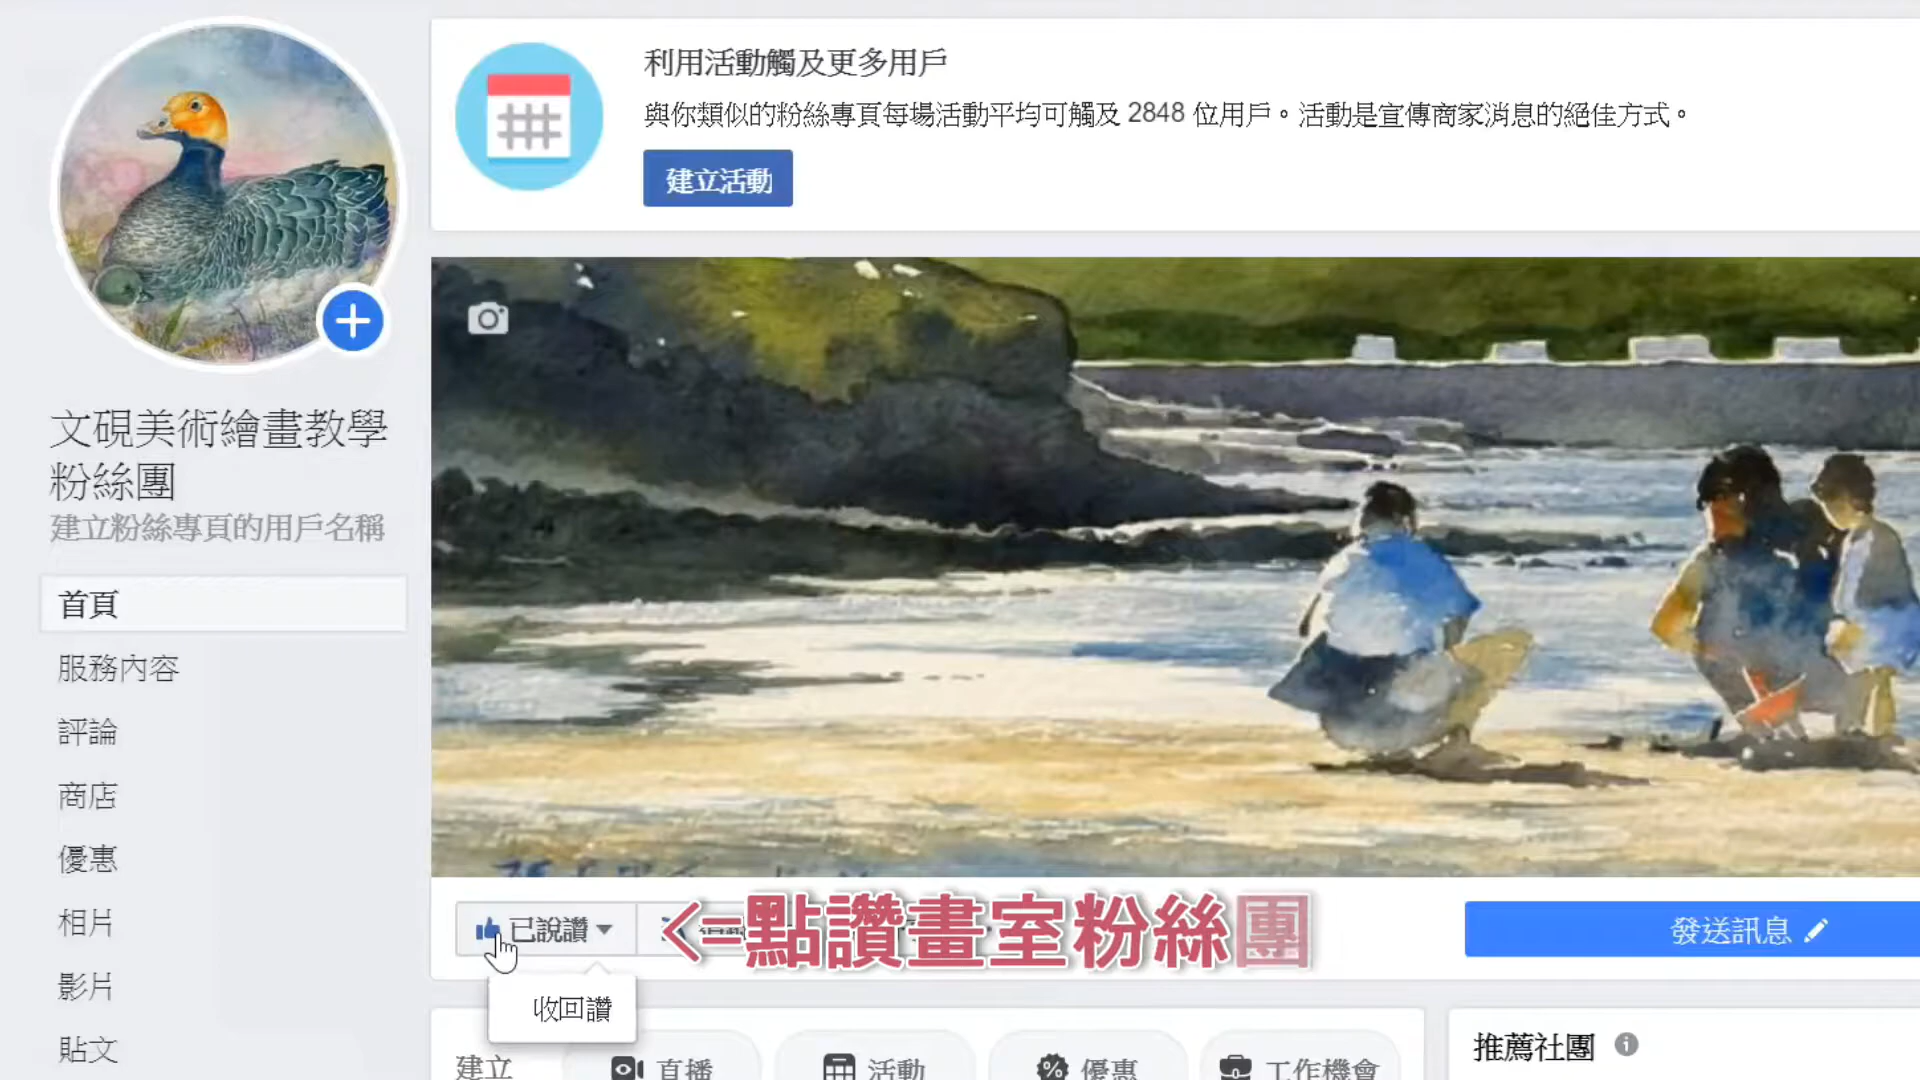 利用活動觸及更多用戶
與你類似的粉絲專頁每場活動平均可觸及 2848 位用戶。活動是宣傳商家消息的絕佳方式。
建立活動
文硯美術繪畫教學
粉絲團
建立粉絲專頁的用戶名稱
首頁
服務內容
評論
商店
優惠
相片
影片
貼文
已說讚
<=點讚畫室粉絲團
發送訊息
收回讚
建立
直播
活動
優惠
工作機會
推薦社團